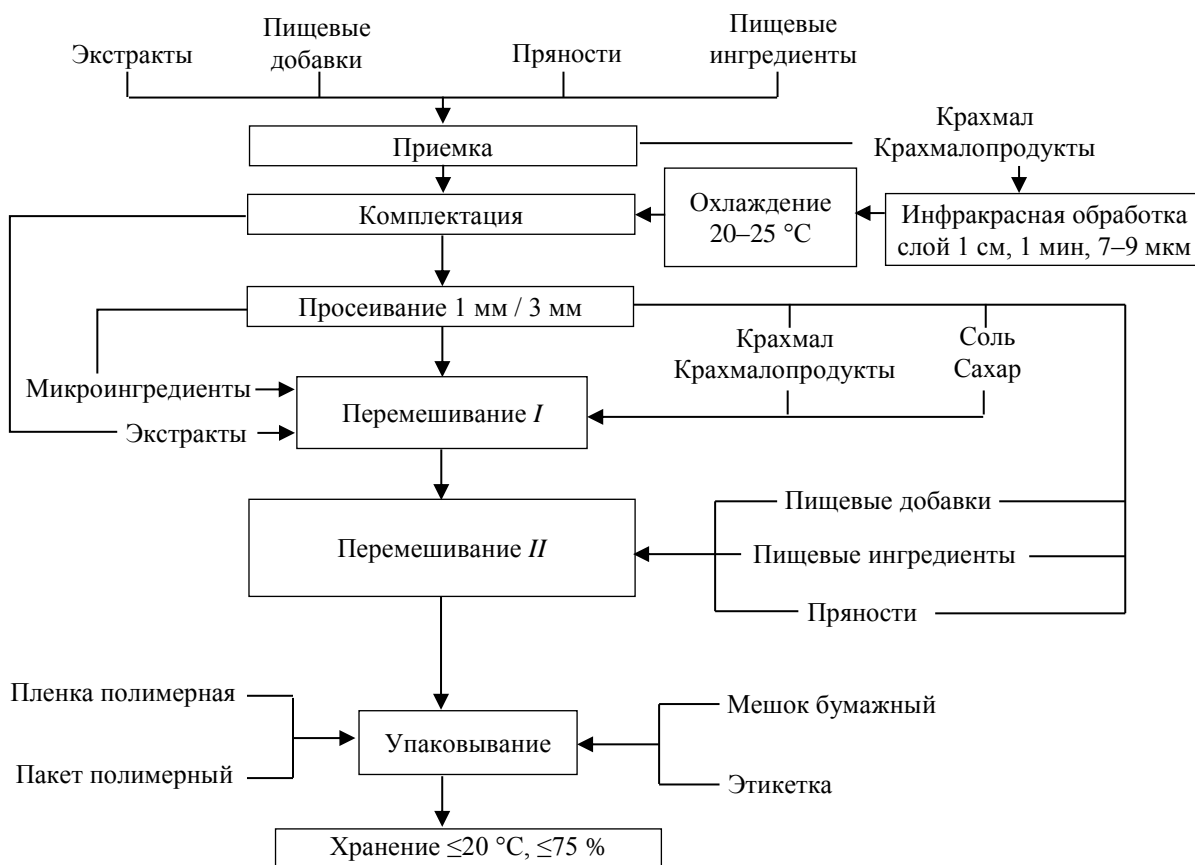 Экстракты
Пищевые
добавки
Пряности
Пищевые
ингредиенты
Приемка
Крахмал
Крахмалопродукты
Комплектация
Охлаждение
20–25 °C
Инфракрасная обработка
слой 1 см, 1 мин, 7–9 мкм
Просеивание 1 мм / 3 мм
Крахмал
Крахмалопродукты
Соль
Сахар
Микроингредиенты
Перемешивание I
Экстракты
Перемешивание II
Пищевые добавки
Пищевые ингредиенты
Пряности
Пленка полимерная
Мешок бумажный
Упаковывание
Пакет полимерный
Этикетка
Хранение ≤20 °C, ≤75 %